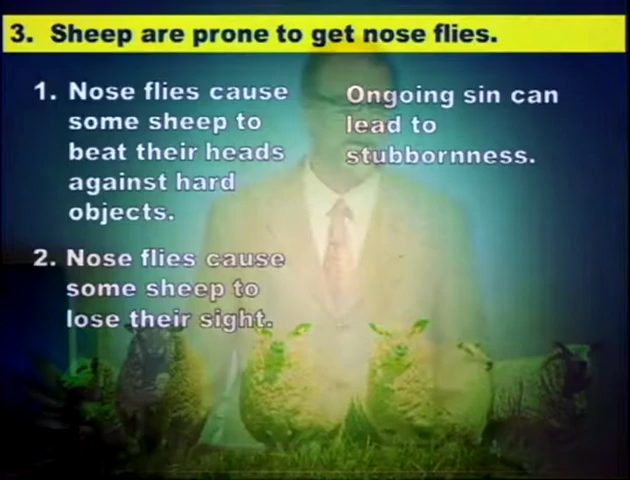 3. Sheep are prone to get nose flies.
1. Nose flies cause
some sheep to
beat their heads
against hard
objects.
2. Nose flies cause
some sheep to
lose their sight.
Ongoing sin can
lead to
stubbornness.